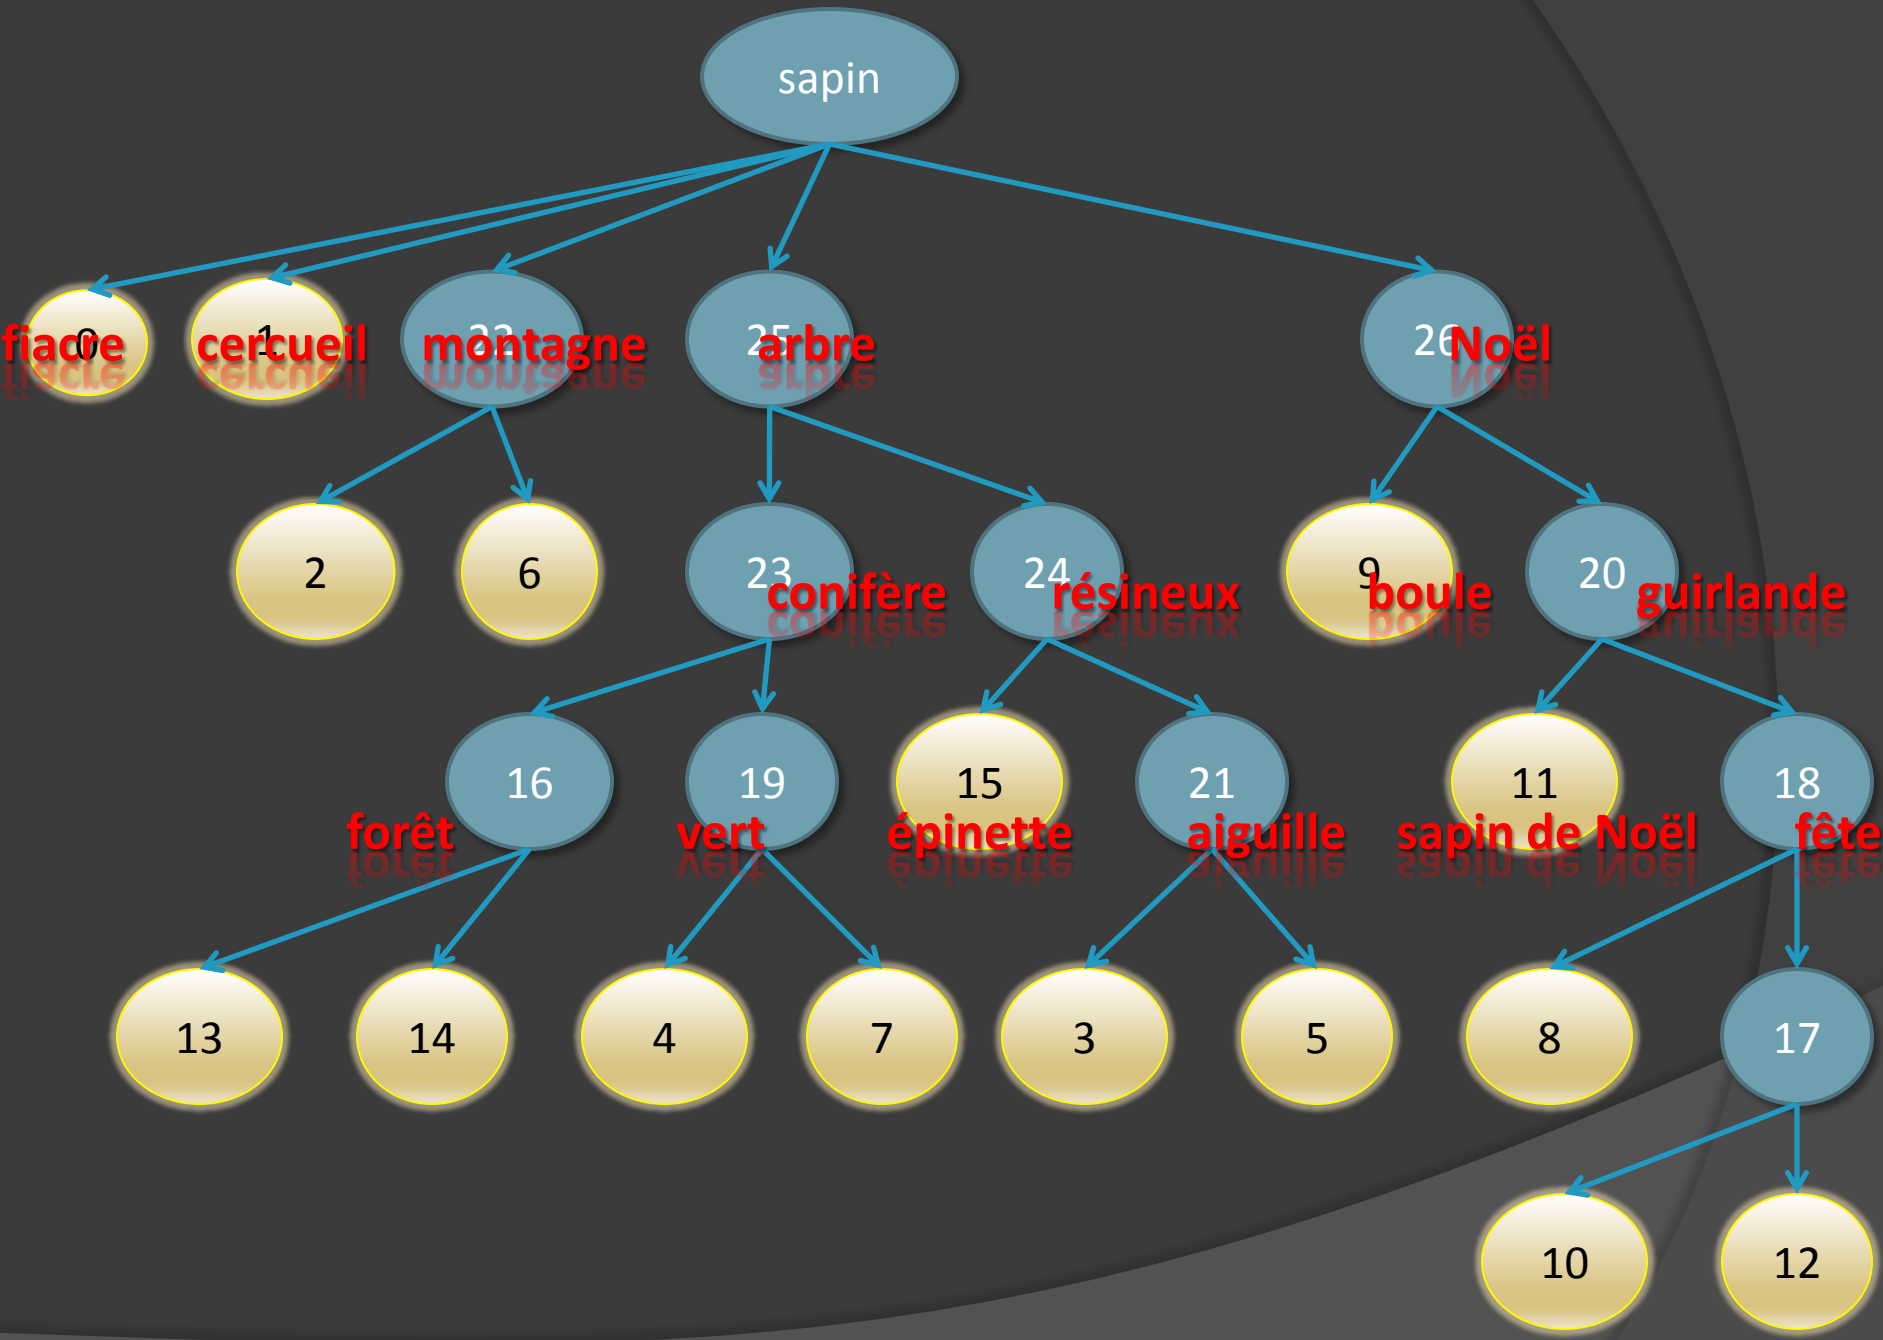 sapin
0 fiacre
1 cercueil
22 montagne
25 arbre
26 Noël
2
6
23 conifère
24 résineux
9 boule
20 guirlande
16 forêt
19 vert
15 épinette
21 aiguille
11 sapin de Noël
18 fête
13
14
4
7
3
5
8
17
10
12